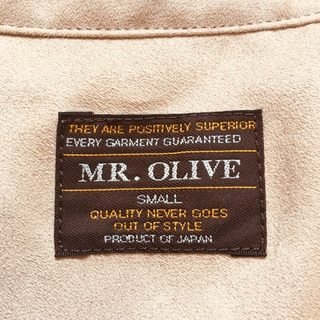 THEY ARE POSITIVELY SUPERIOR
EVERY GARMENT GUARANTEED
MR. OLIVE
SMALL
QUALITY NEVER GOES
OUT OF STYLE
PRODUCT OF JAPAN